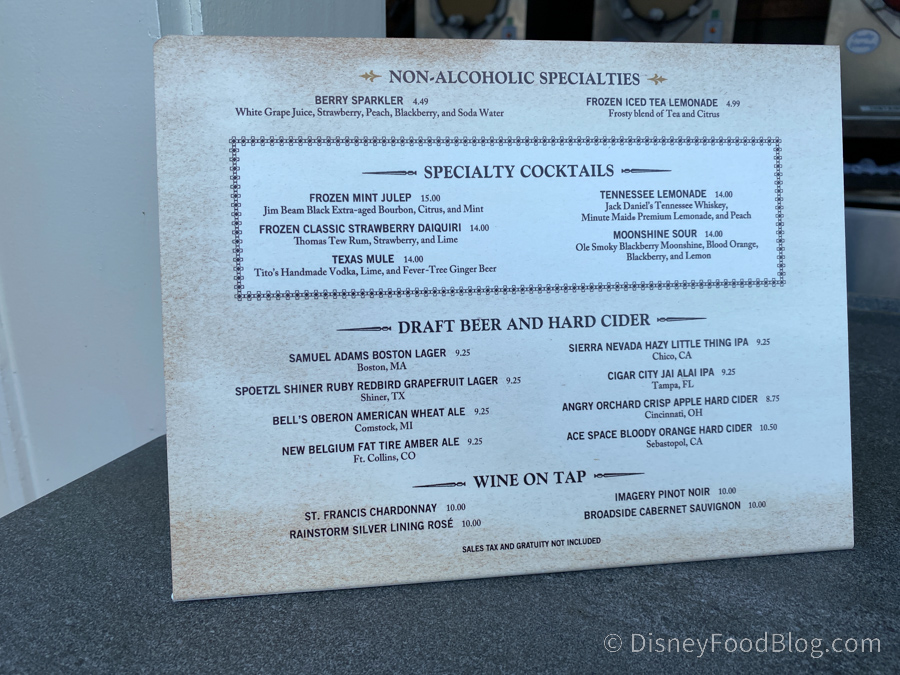 NON-ALCOHOLIC SPECIALTIES
BERRY SPARKLER 4.49
White Grape Juice, Strawberry, Peach, Blackberry, and Soda Water
FROZEN ICED TEA LEMONADE 4.99
Frosty blend of Tea and Citrus
SPECIALTY COCKTAILS
FROZEN MINT JULEP 15.00
Jim Beam Black Extra-aged Bourbon, Citrus, and Mint
FROZEN CLASSIC STRAWBERRY DAIQUIRI 14.00
Thomas Tew Rum, Strawberry, and Lime
TEXAS MULE 14.00
Tito's Handmade Vodka, Lime, and Fever-Tree Ginger Beer
TENNESSEE LEMONADE 14.00
Jack Daniel's Tennessee Whiskey,
Minute Maid® Premium Lemonade, and Peach
MOONSHINE SOUR 14.00
Ole Smoky Blackberry Moonshine, Blood Orange,
Blackberry, and Lemon
DRAFT BEER AND HARD CIDER
SAMUEL ADAMS BOSTON LAGER 9.25
Boston, MA
SPOETZL SHINER RUBY REDBIRD GRAPEFRUIT LAGER 9.25
Shiner, TX
BELL'S OBERON AMERICAN WHEAT ALE 9.25
Comstock, MI
NEW BELGIUM FAT TIRE AMBER ALE 9.25
Ft. Collins, CO
SIERRA NEVADA HAZY LITTLE THING IPA 9.25
Chico, CA
CIGAR CITY JAI ALAI IPA 9.25
Tampa, FL
ANGRY ORCHARD CRISP APPLE HARD CIDER 8.75
Cincinnati, OH
ACE SPACE BLOODY ORANGE HARD CIDER 10.50
Sebastopol, CA
WINE ON TAP
ST. FRANCIS CHARDONNAY 10.00
RAINSTORM SILVER LINING ROSÉ 10.00
IMAGERY PINOT NOIR 10.00
BROADSIDE CABERNET SAUVIGNON 10.00
SALES TAX AND GRATUITY NOT INCLUDED
© DisneyFoodBlog.com